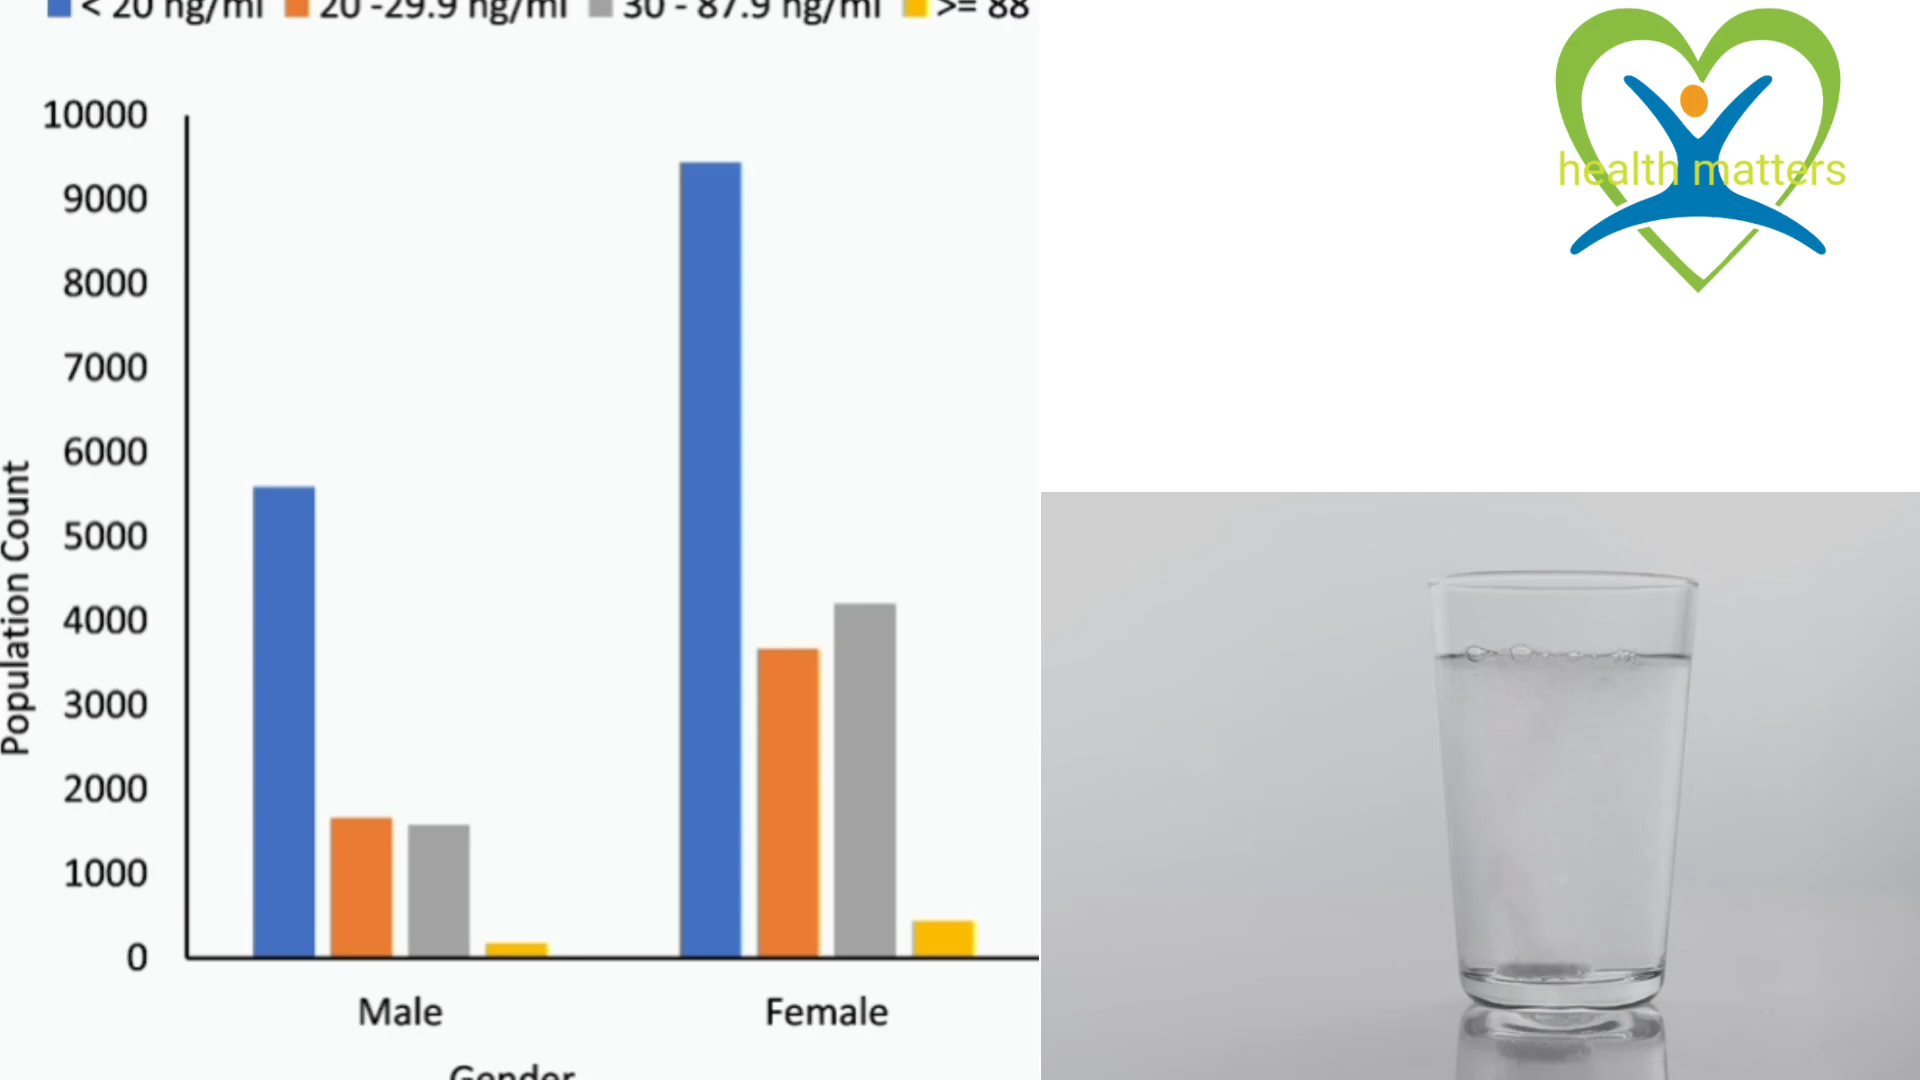 < 20 ng/ml 20 -29.9 ng/ml 30 - 87.9 ng/ml >= 88
10000
9000
8000
7000
6000
5000
4000
3000
2000
1000
0
Population Count
Male Female
Gender
health matters